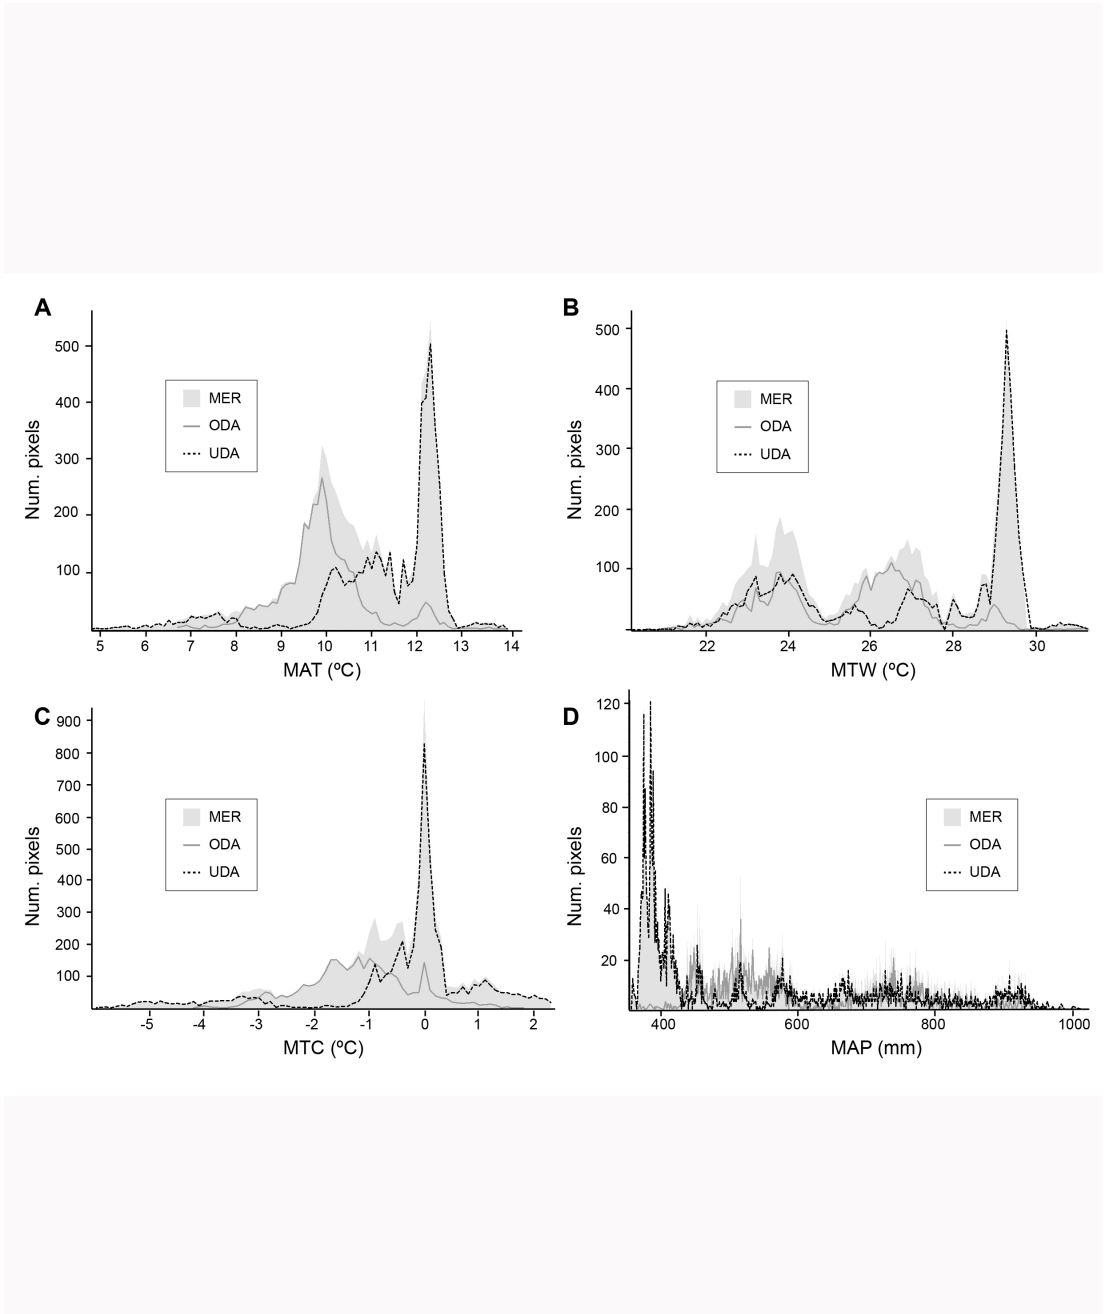 A
B
500
400
300
200
100
Num. pixels
MER
ODA
UDA
5 6 7 8 9 10 11 12 13 14
MAT (ºC)
500
400
300
200
100
Num. pixels
MER
ODA
UDA
22 24 26 28 30
MTW (ºC)
C
D
900
800
700
600
500
400
300
200
100
Num. pixels
MER
ODA
UDA
-5 -4 -3 -2 -1 0 1 2
MTC (ºC)
120
100
80
60
40
20
Num. pixels
MER
ODA
UDA
400 600 800 1000
MAP (mm)